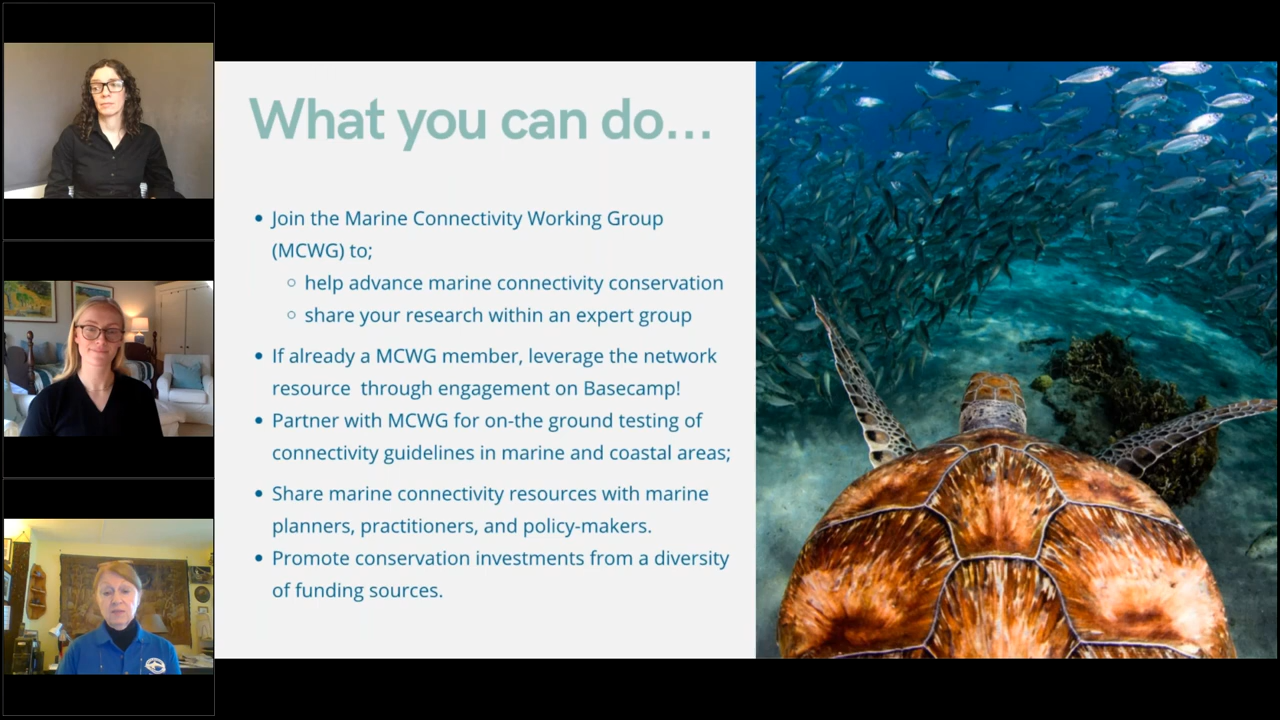 What you can do...
• Join the Marine Connectivity Working Group
(MCWG) to;
○ help advance marine connectivity conservation
○ share your research within an expert group
• If already a MCWG member, leverage the network
resource through engagement on Basecamp!
• Partner with MCWG for on-the ground testing of
connectivity guidelines in marine and coastal areas;
• Share marine connectivity resources with marine
planners, practitioners, and policy-makers.
• Promote conservation investments from a diversity
of funding sources.